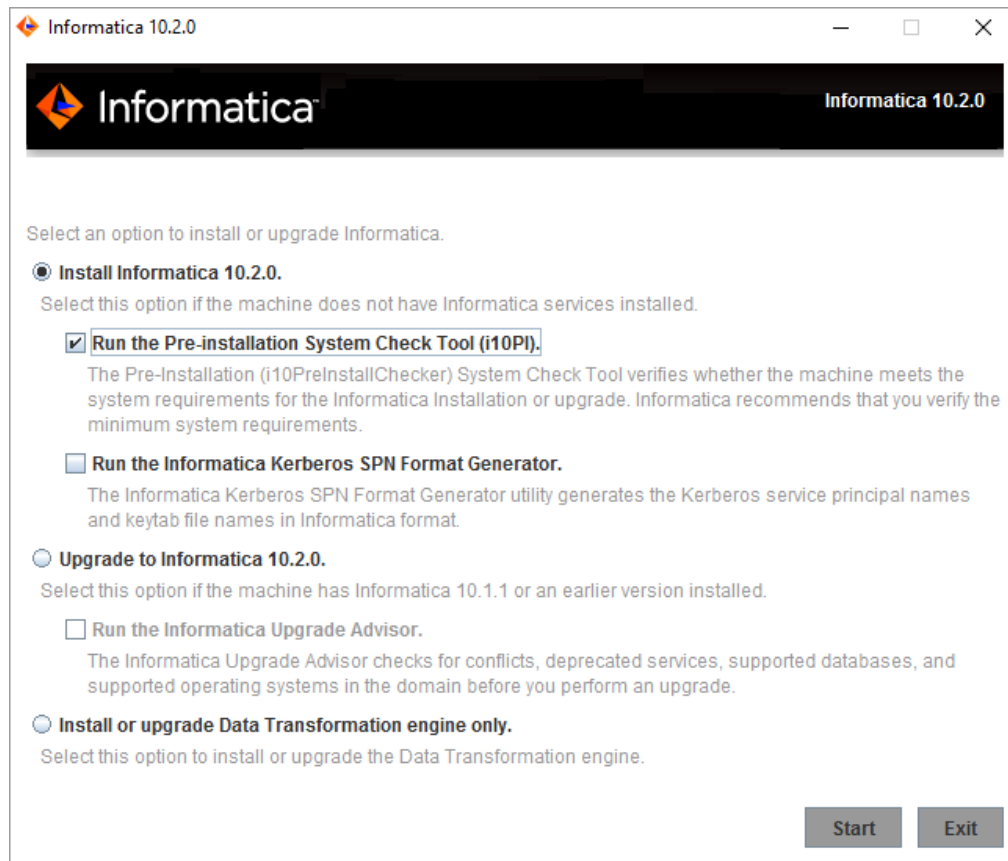 Informatica 10.2.0
Informatica
Informatica 10.2.0
Select an option to install or upgrade Informatica.
Install Informatica 10.2.0.
Select this option if the machine does not have Informatica services installed.
Run the Pre-installation System Check Tool (i10PI).
The Pre-Installation (i10PreInstallChecker) System Check Tool verifies whether the machine meets the
system requirements for the Informatica Installation or upgrade. Informatica recommends that you verify the
minimum system requirements.
Run the Informatica Kerberos SPN Format Generator.
The Informatica Kerberos SPN Format Generator utility generates the Kerberos service principal names
and keytab file names in Informatica format.
Upgrade to Informatica 10.2.0.
Select this option if the machine has Informatica 10.1.1 or an earlier version installed.
Run the Informatica Upgrade Advisor.
The Informatica Upgrade Advisor checks for conflicts, deprecated services, supported databases, and
supported operating systems in the domain before you perform an upgrade.
Install or upgrade Data Transformation engine only.
Select this option to install or upgrade the Data Transformation engine.
Start Exit